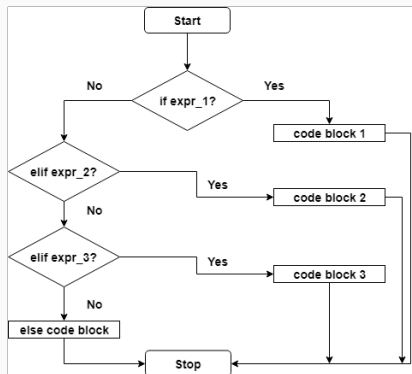 Start
No
Yes
if expr_1?
code block 1
elif expr_2?
Yes
code block 2
No
elif expr_3?
Yes
code block 3
No
else code block
Stop